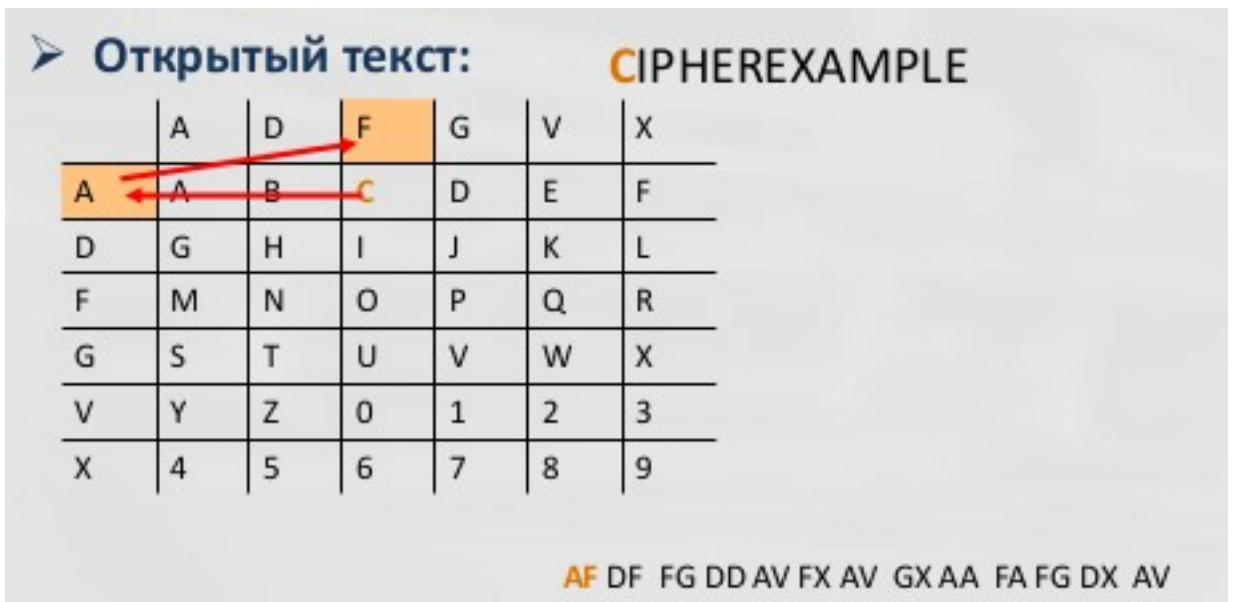 ➢ Открытый текст: CIPHEREXAMPLE
A D F G V X
A A B C D E F
D G H I J K L
F M N O P Q R
G S T U V W X
V Y Z 0 1 2 3
X 4 5 6 7 8 9
AF DF FG DD AV FX AV GX AA FA FG DX AV